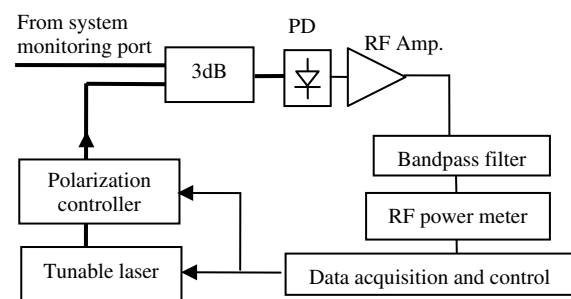 From system
monitoring port
PD
RF Amp.
3dB
Bandpass filter
Polarization
controller
RF power meter
Tunable laser
Data acquisition and control